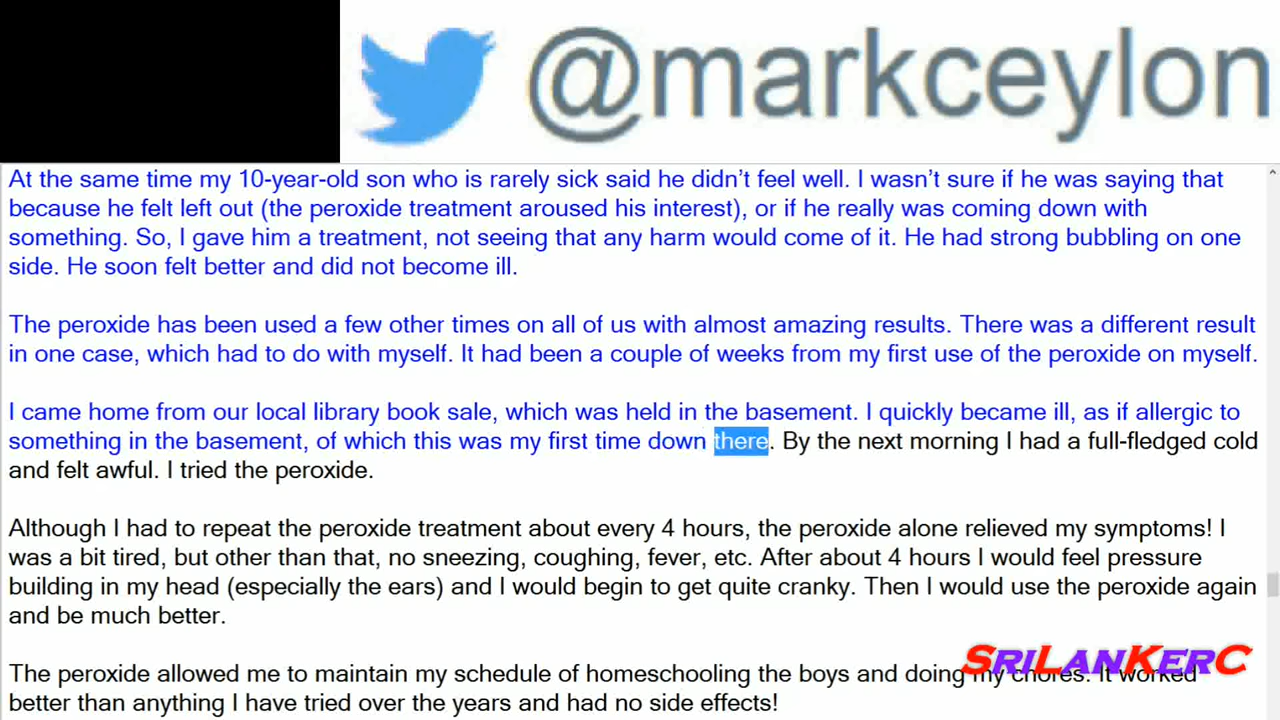 @markceylon
At the same time my 10-year-old son who is rarely sick said he didn’t feel well. I wasn’t sure if he was saying that
because he felt left out (the peroxide treatment aroused his interest), or if he really was coming down with
something. So, I gave him a treatment, not seeing that any harm would come of it. He had strong bubbling on one
side. He soon felt better and did not become ill.
The peroxide has been used a few other times on all of us with almost amazing results. There was a different result
in one case, which had to do with myself. It had been a couple of weeks from my first use of the peroxide on myself.
I came home from our local library book sale, which was held in the basement. I quickly became ill, as if allergic to
something in the basement, of which this was my first time down there. By the next morning I had a full-fledged cold
and felt awful. I tried the peroxide.
Although I had to repeat the peroxide treatment about every 4 hours, the peroxide alone relieved my symptoms! I
was a bit tired, but other than that, no sneezing, coughing, fever, etc. After about 4 hours I would feel pressure
building in my head (especially the ears) and I would begin to get quite cranky. Then I would use the peroxide again
and be much better.
The peroxide allowed me to maintain my schedule of homeschooling the boys and doing my chores. It worked
better than anything I have tried over the years and had no side effects!
SRILANKERC